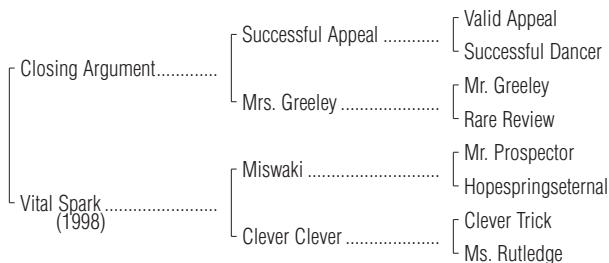 Valid Appeal
Successful Appeal ............
Successful Dancer
Closing Argument.............
Mr. Greeley
Mrs. Greeley .....................
Rare Review
Mr. Prospector
Miswaki ............................
Hopespringseternal
Vital Spark ........................
(1998)
Clever Trick
Clever Clever ....................
Ms. Rutledge